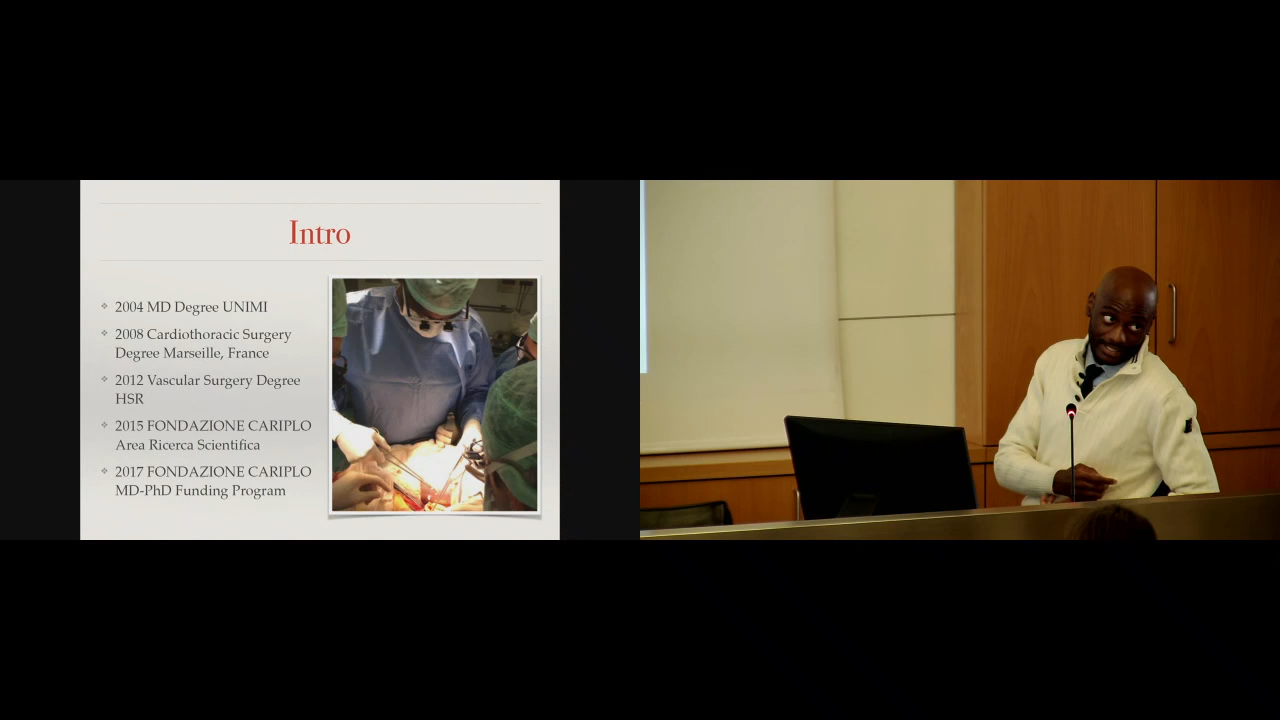 Intro
2004 MD Degree UNIMI
2008 Cardiothoracic Surgery
Degree Marseille, France
2012 Vascular Surgery Degree
HSR
2015 FONDAZIONE CARIPLO
Area Ricerca Scientifica
2017 FONDAZIONE CARIPLO
MD-PhD Funding Program